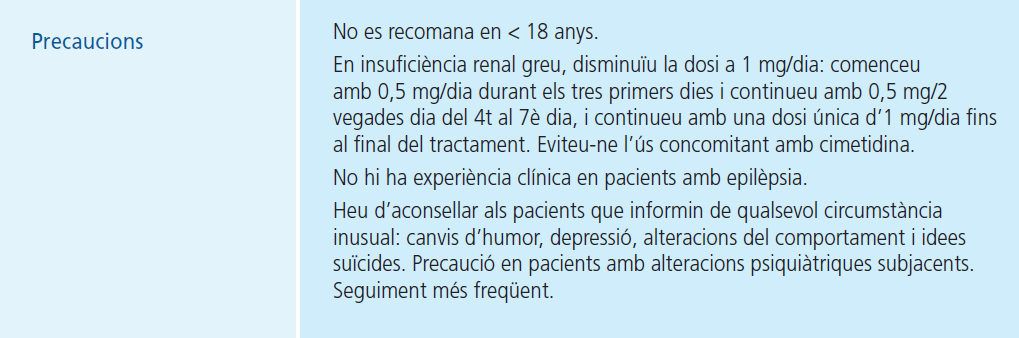 Precaucions
No es recomana en < 18 anys.
En insuficiència renal greu, disminuïu la dosi a 1 mg/dia: comenceu
amb 0,5 mg/dia durant els tres primers dies i continueu amb 0,5 mg/2
vegades dia del 4t al 7è dia, i continueu amb una dosi única d’1 mg/dia fins
al final del tractament. Eviteu-ne l’ús concomitant amb cimetidina.
No hi ha experiència clínica en pacients amb epilèpsia.
Heu d’aconsellar als pacients que informin de qualsevol circumstància
inusual: canvis d’humor, depressió, alteracions del comportament i idees
suïcides. Precaució en pacients amb alteracions psiquiàtriques subjacents.
Seguiment més freqüent.